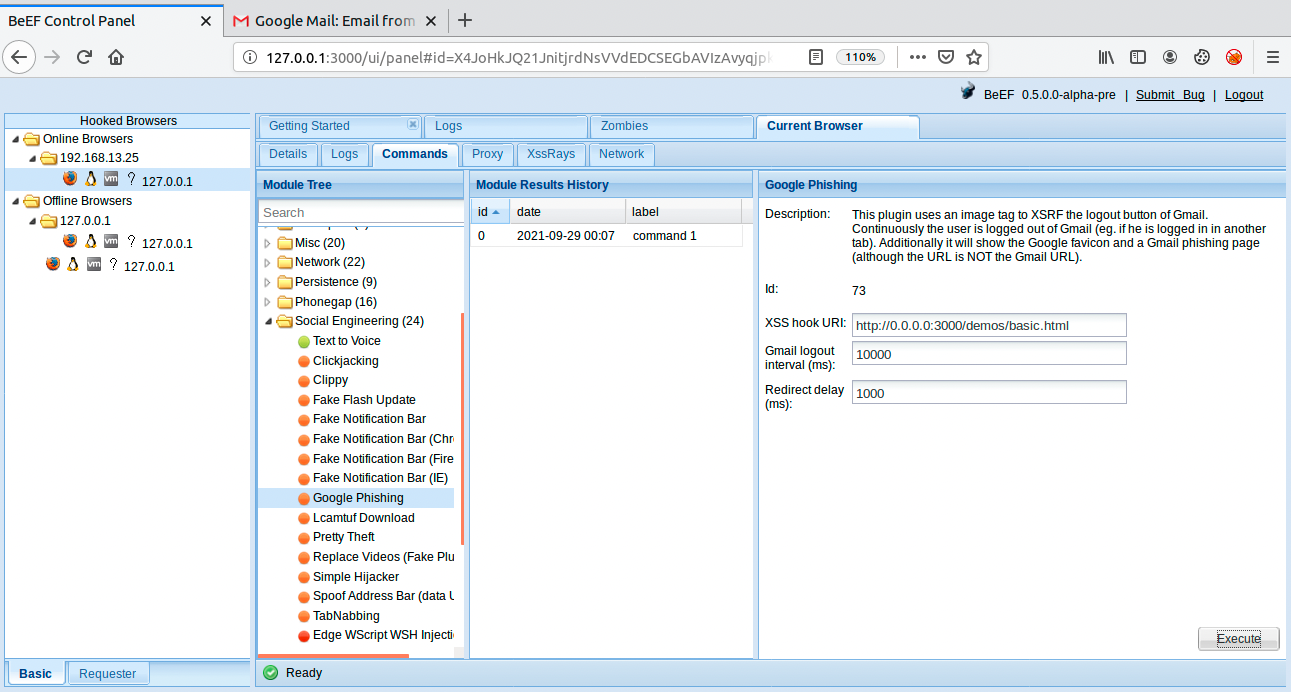 BeEF Control Panel
Google Mail: Email from
127.0.0.1:3000/ui/panel#id=X4JoHkJQ21JnitjrdNsVVdEDCSEGbAVIzAvyqjpk
110%
BeEF 0.5.0.0-alpha-pre | Submit Bug | Logout
Hooked Browsers
Online Browsers
192.168.13.25
vm ? 127.0.0.1
Offline Browsers
127.0.0.1
vm ? 127.0.0.1
vm ? 127.0.0.1
Basic
Requester
Getting Started
Logs
Zombies
Current Browser
Details
Logs
Commands
Proxy
XssRays
Network
Module Tree
Search
Misc (20)
Network (22)
Persistence (9)
Phonegap (16)
Social Engineering (24)
Text to Voice
Clickjacking
Clippy
Fake Flash Update
Fake Notification Bar
Fake Notification Bar (Chr
Fake Notification Bar (Fire
Fake Notification Bar (IE)
Google Phishing
Lcamtuf Download
Pretty Theft
Replace Videos (Fake Plu
Simple Hijacker
Spoof Address Bar (data U
TabNabbing
Edge WScript WSH Injecti
Module Results History
id date label
0 2021-09-29 00:07 command 1
Google Phishing
Description: This plugin uses an image tag to XSRF the logout button of Gmail.
Continuously the user is logged out of Gmail (eg. if he is logged in in another
tab). Additionally it will show the Google favicon and a Gmail phishing page
(although the URL is NOT the Gmail URL).
Id: 73
XSS hook URI: http://0.0.0.0:3000/demos/basic.html
Gmail logout
interval (ms): 10000
Redirect delay
(ms): 1000
Execute
Ready